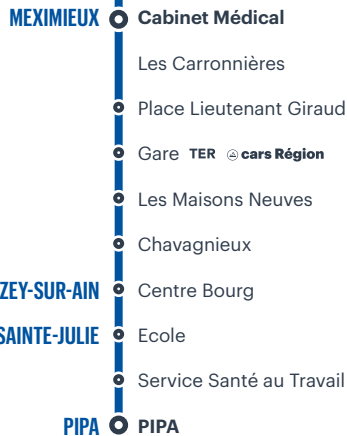 MEXIMIEUX Cabinet Médical
Les Carronnières
Place Lieutenant Giraud
Gare TER cars Région
Les Maisons Neuves
Chavagnieux
ZEY-SUR-AIN Centre Bourg
SAINTE-JULIE Ecole
Service Santé au Travail
PIPA PIPA